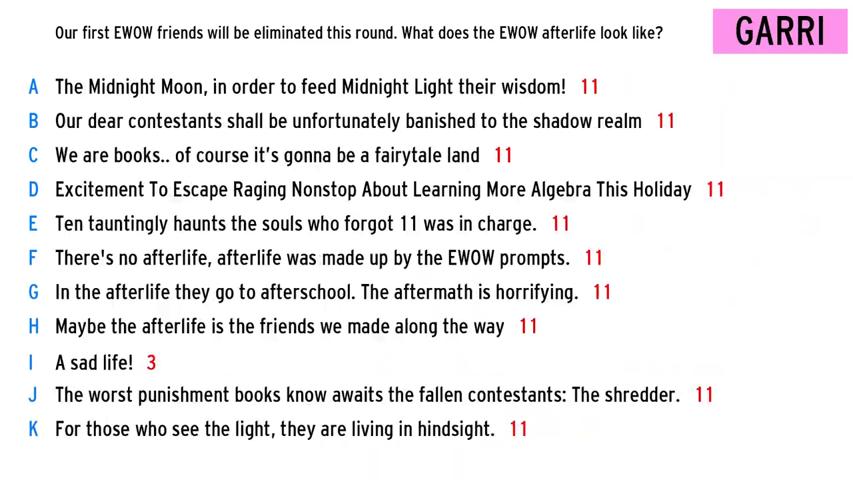 Our first EWOW friends will be eliminated this round. What does the EWOW afterlife look like?
GARRI
A The Midnight Moon, in order to feed Midnight Light their wisdom! 11
B Our dear contestants shall be unfortunately banished to the shadow realm 11
C We are books.. of course it's gonna be a fairytale land 11
D Excitement To Escape Raging Nonstop About Learning More Algebra This Holiday 11
E Ten tauntingly haunts the souls who forgot 11 was in charge. 11
F There's no afterlife, afterlife was made up by the EWOW prompts. 11
G In the afterlife they go to afterschool. The aftermath is horrifying. 11
H Maybe the afterlife is the friends we made along the way 11
I A sad life! 3
J The worst punishment books know awaits the fallen contestants: The shredder. 11
K For those who see the light, they are living in hindsight. 11